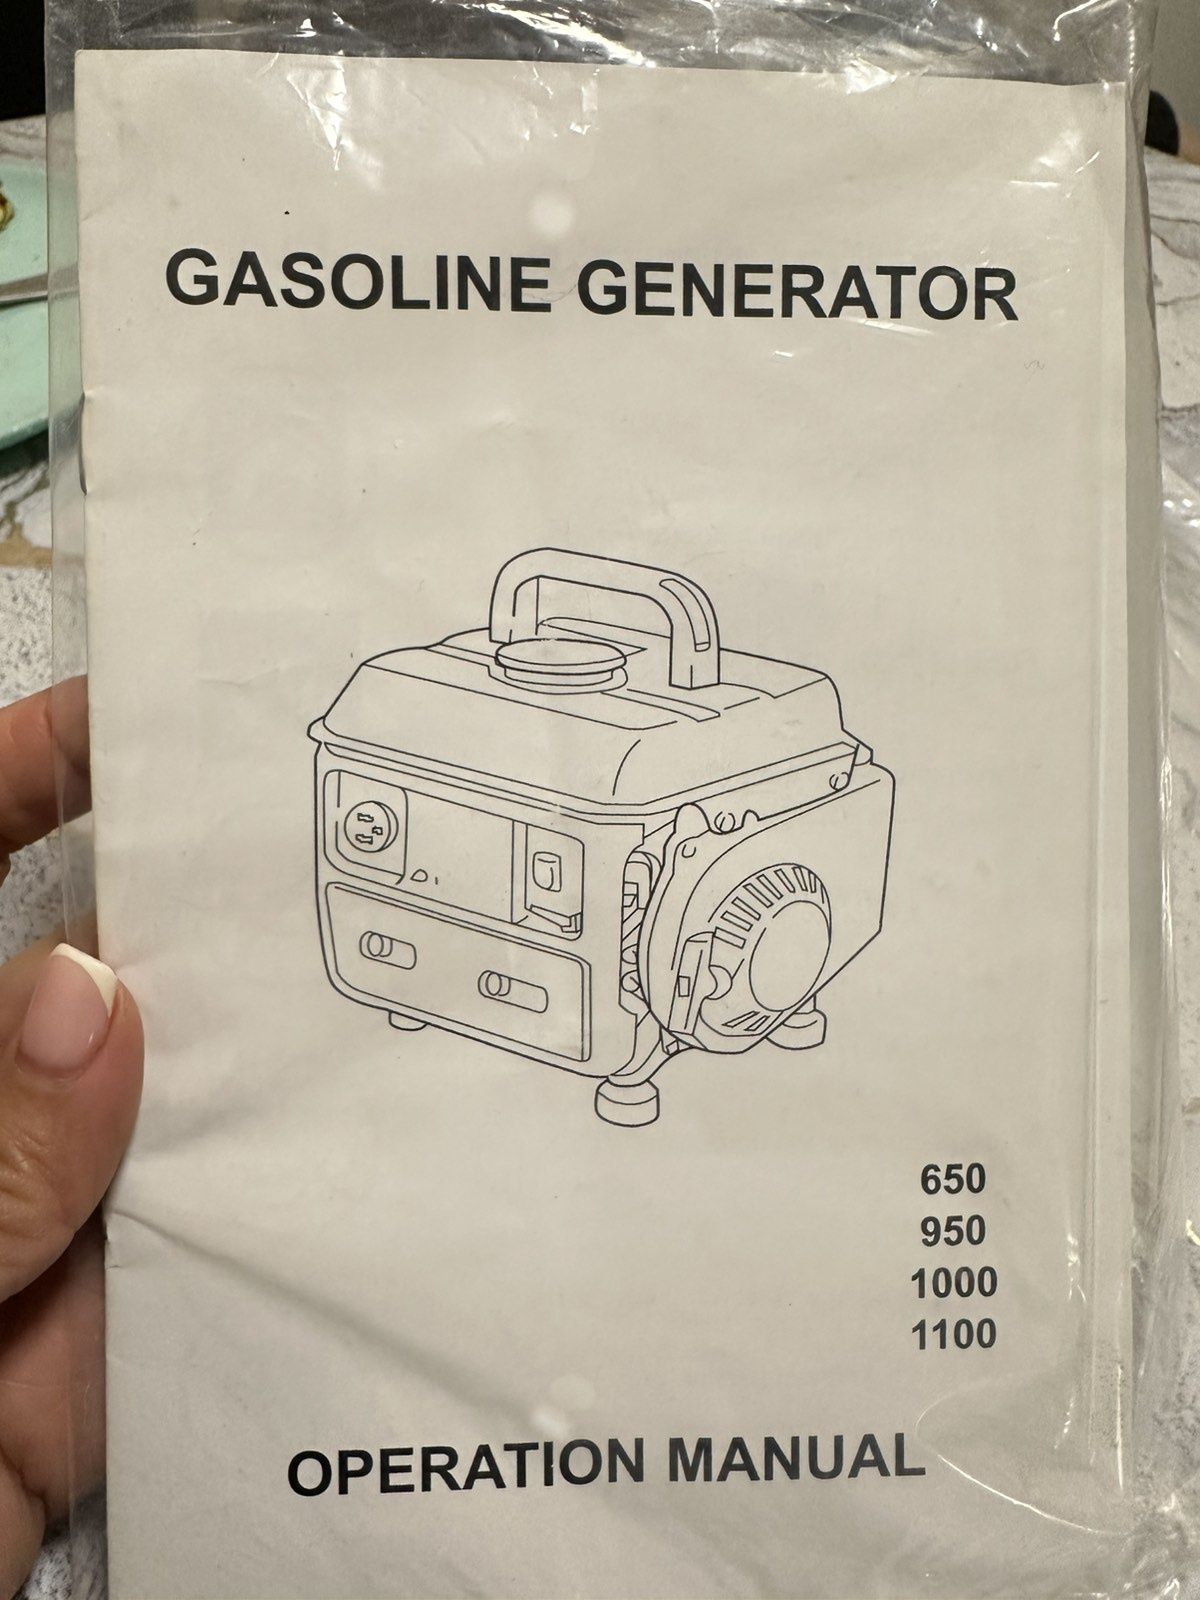 GASOLINE GENERATOR
650
950
1000
1100
OPERATION MANUAL